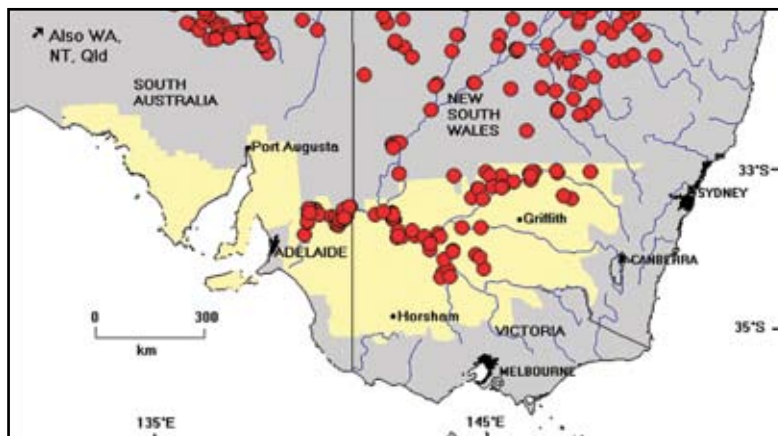 Also WA,
NT, Qld
SOUTH
AUSTRALIA
NEW
SOUTH
WALES
Port Augusta
33°S
SYDNEY
Griffith
ADELAIDE
CANBERRA
0 300
km
Horsham
VICTORIA
35°S
MELBOURNE
135°E 145°E